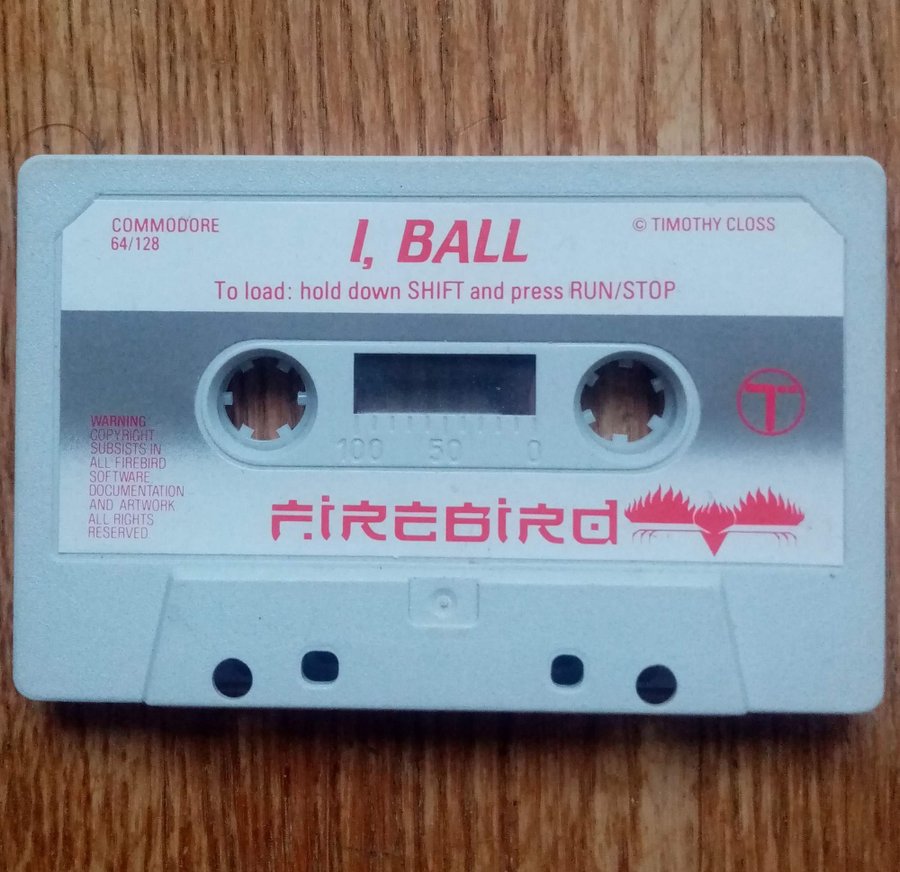 COMMODORE
64/128
I, BALL
© TIMOTHY CLOSS
To load: hold down SHIFT and press RUN/STOP
T
100 50 0
WARNING
COPYRIGHT
SUBSISTS IN
ALL FIREBIRD
SOFTWARE,
DOCUMENTATION
AND ARTWORK
ALL RIGHTS
RESERVED
FIREBIRD